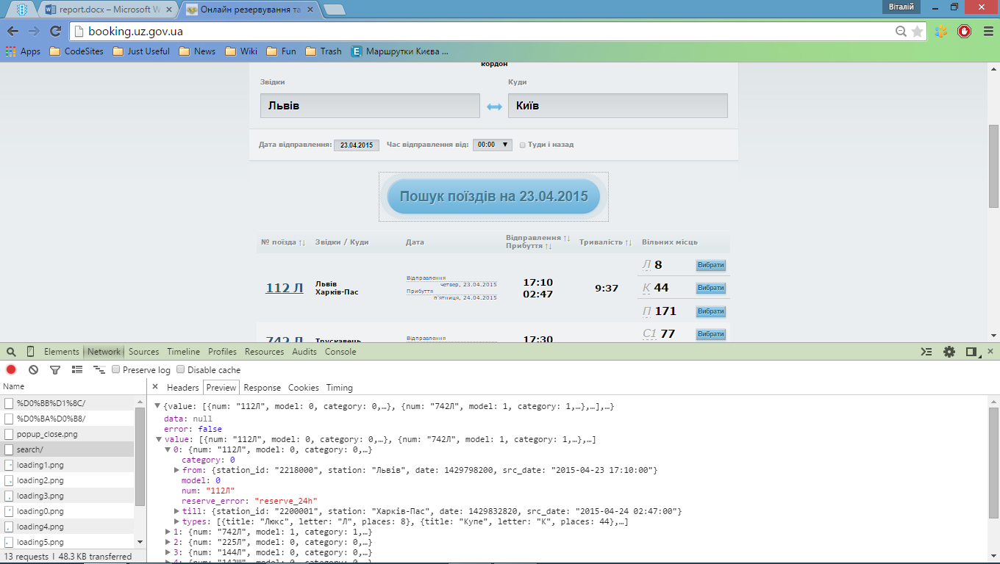 report.docx – Microsoft W
Онлайн резервування та
Віталій
booking.uz.gov.ua
Apps CodeSites Just Useful News Wiki Fun Trash Маршрутки Києва ...
кордон
Звідки Куди
Львів Київ
Дата відправлення: 23.04.2015 Час відправлення від: 00:00 Туди і назад
Пошук поїздів на 23.04.2015
№ поїзда ↑↓ Звідки / Куди Дата Відправлення ↑↓ Прибуття ↑↓ Тривалість ↑↓ Вільних місць
112 Л
Львів
Харків-Пас
Відправлення
четвер, 23.04.2015
Прибуття
п'ятниця, 24.04.2015
17:10
02:47
9:37
Л 8 Вибрати
К 44 Вибрати
П 171 Вибрати
742 Л Трускавець Відправлення 17:30 С1 77 Вибрати
Elements Network Sources Timeline Profiles Resources Audits Console
Preserve log Disable cache
Name
%D0%BB%D1%8C/
%D0%BA%D0%B8/
popup_close.png
search/
loading1.png
loading2.png
loading3.png
loading0.png
loading4.png
loading5.png
13 requests | 48.3 KB transferred
× Headers Preview Response Cookies Timing
{value: [{num: "112Л", model: 0, category: 0,…}, {num: "742Л", model: 1, category: 1,…},…],…}
data: null
error: false
value: [{num: "112Л", model: 0, category: 0,…}, {num: "742Л", model: 1, category: 1,…},…]
0: {num: "112Л", model: 0, category: 0,…}
category: 0
from: {station_id: "2218000", station: "Львів", date: 1429798200, src_date: "2015-04-23 17:10:00"}
model: 0
num: "112Л"
reserve_error: "reserve_24h"
till: {station_id: "2200001", station: "Харків-Пас", date: 1429832820, src_date: "2015-04-24 02:47:00"}
types: [{title: "Люкс", letter: "Л", places: 8}, {title: "Купе", letter: "К", places: 44},…]
1: {num: "742Л", model: 1, category: 1,…}
2: {num: "225Л", model: 0, category: 0,…}
3: {num: "144Л", model: 0, category: 0,…}
4: {num: "142Ш", model: 0, category: 0,…}